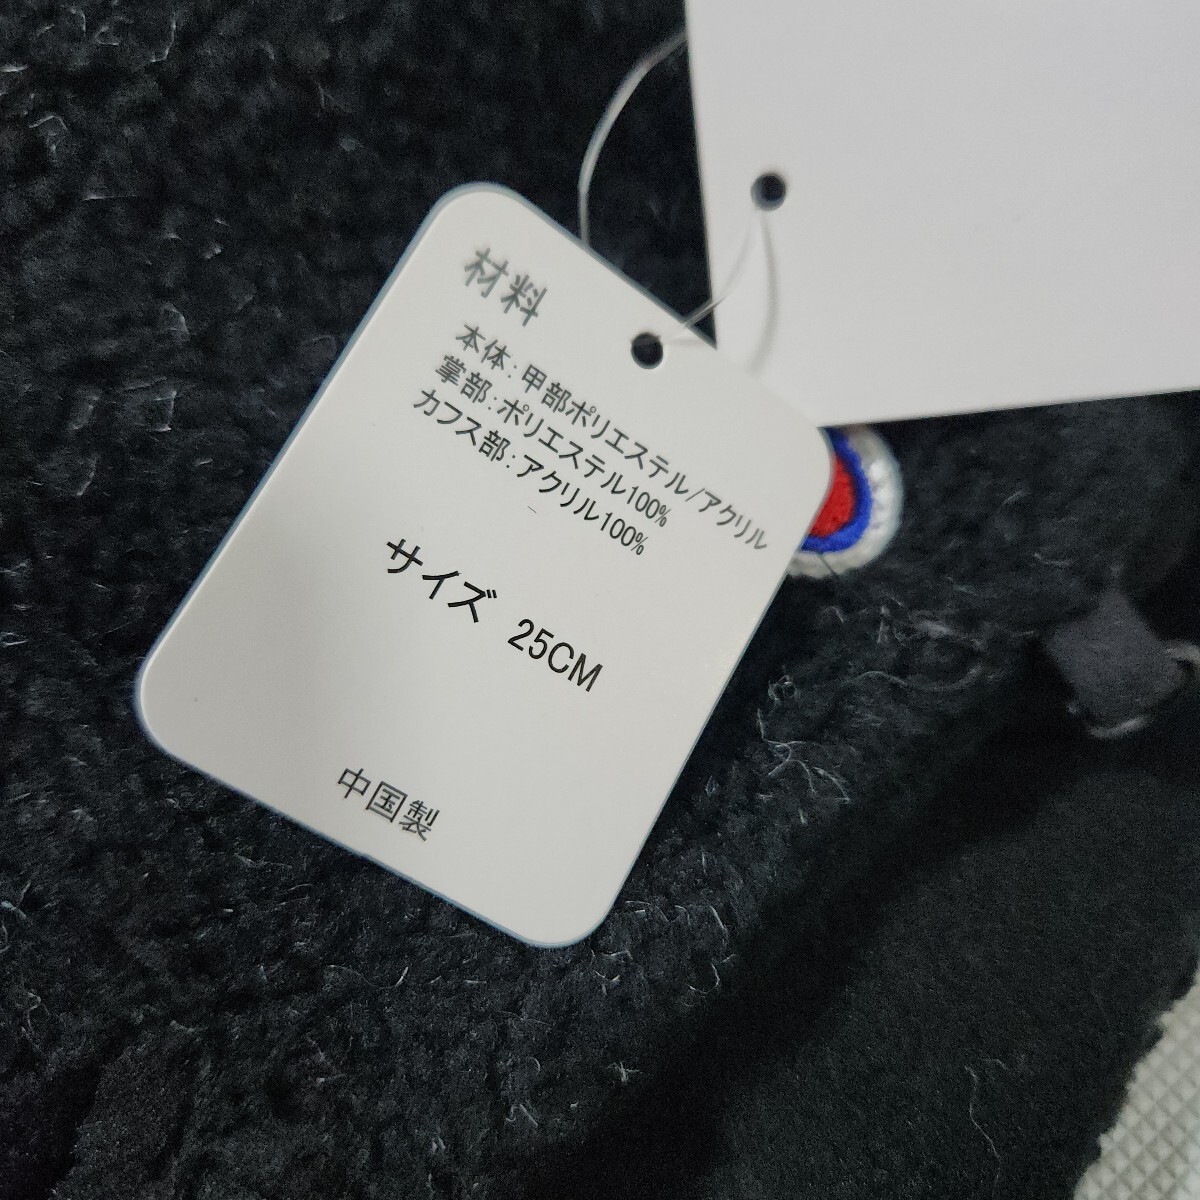 材料
本体：甲部ポリエステル/アクリル
掌部：ポリエステル100%
カフス部：アクリル100%
サイズ 25CM
中国製